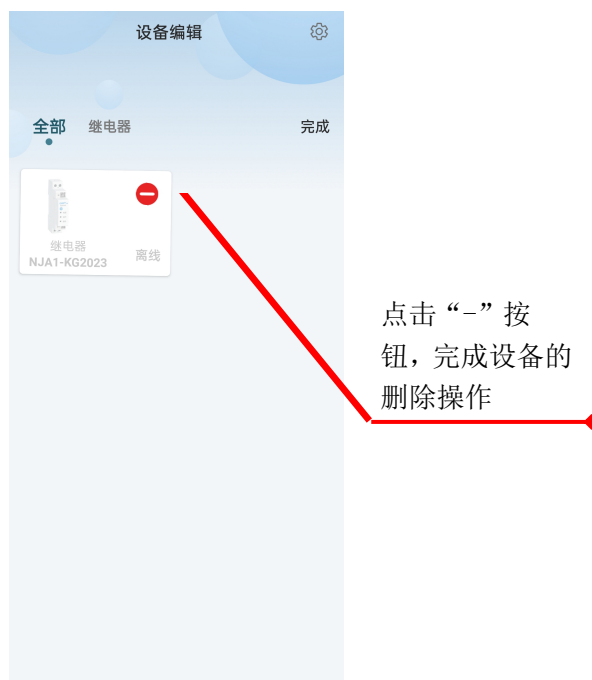 设备编辑
全部 继电器 完成
继电器
NJA1-KG2023
离线
点击“-”按
钮，完成设备的
删除操作